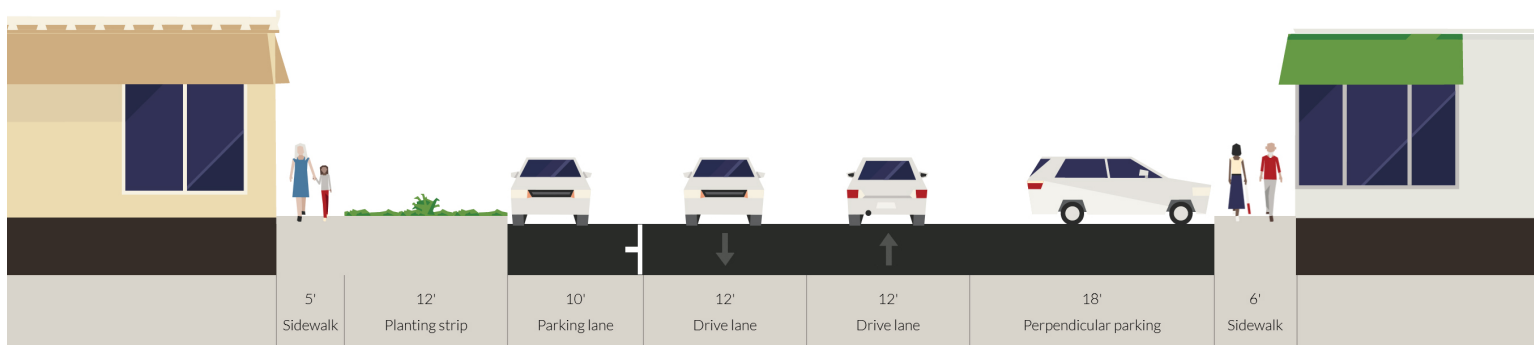 5'
Sidewalk
12'
Planting strip
10'
Parking lane
12'
Drive lane
12'
Drive lane
18'
Perpendicular parking
6'
Sidewalk